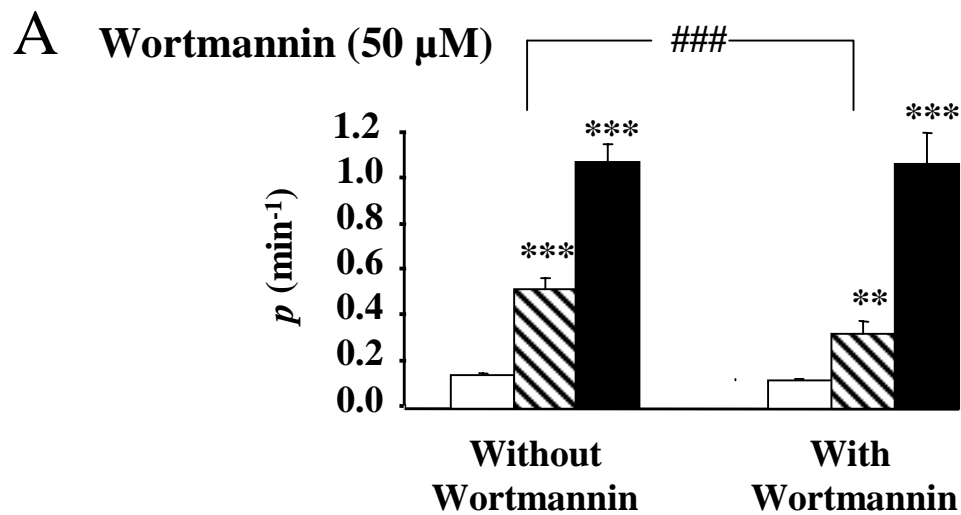 A Wortmannin (50 µM)
###
1.2
1.0
0.8
0.6
0.4
0.2
0.0
p (min-1)
***
***
**
***
Without
Wortmannin
With
Wortmannin